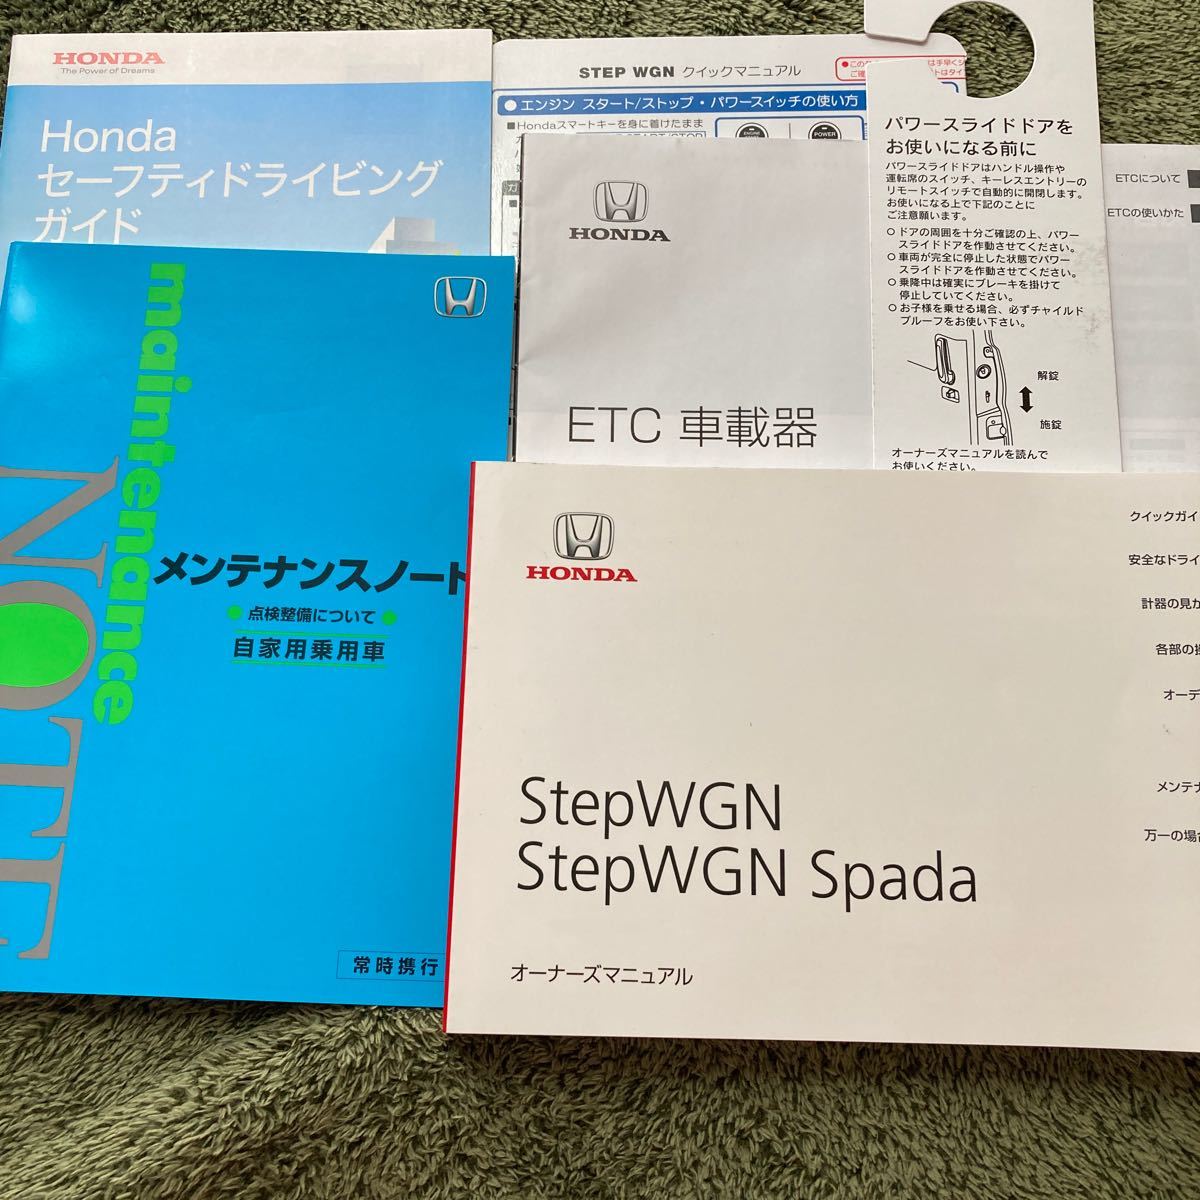 HONDA
The Power of Dreams
Honda
セーフティドライビング
ガイド
STEP WGN クイックマニュアル
● エンジン スタート/ストップ・パワースイッチの使い方
■Hondaスマートキーを身に着けたまま
POWER
HONDA
ETC 車載器
パワースライドドアを
お使いになる前に
パワースライドドアはハンドル操作や
運転席のスイッチ、キーレスエントリーの
リモートスイッチで自動的に開閉します。
お使いになる上で下記のことに
ご注意願います。
○ ドアの周囲を十分ご確認の上、パワー
スライドドアを作動させてください。
○ 車両が完全に停止した状態でパワー
スライドドアを作動させてください。
○ 乗降中は確実にブレーキを掛けて
停止していてください。
○ お子様を乗せる場合、必ずチャイルド
プルーフをお使い下さい。
解錠
施錠
オーナーズマニュアルを読んで
お使いください。
ETCについて
ETCの使いかた
maintenance
NOTE
メンテナンスノート
● 点検整備について ●
自家用乗用車
常時携行
HONDA
StepWGN
StepWGN Spada
オーナーズマニュアル
クイックガイ
安全なドライ
計器の見か
各部の操
オーデ
メンテナ
万一の場合